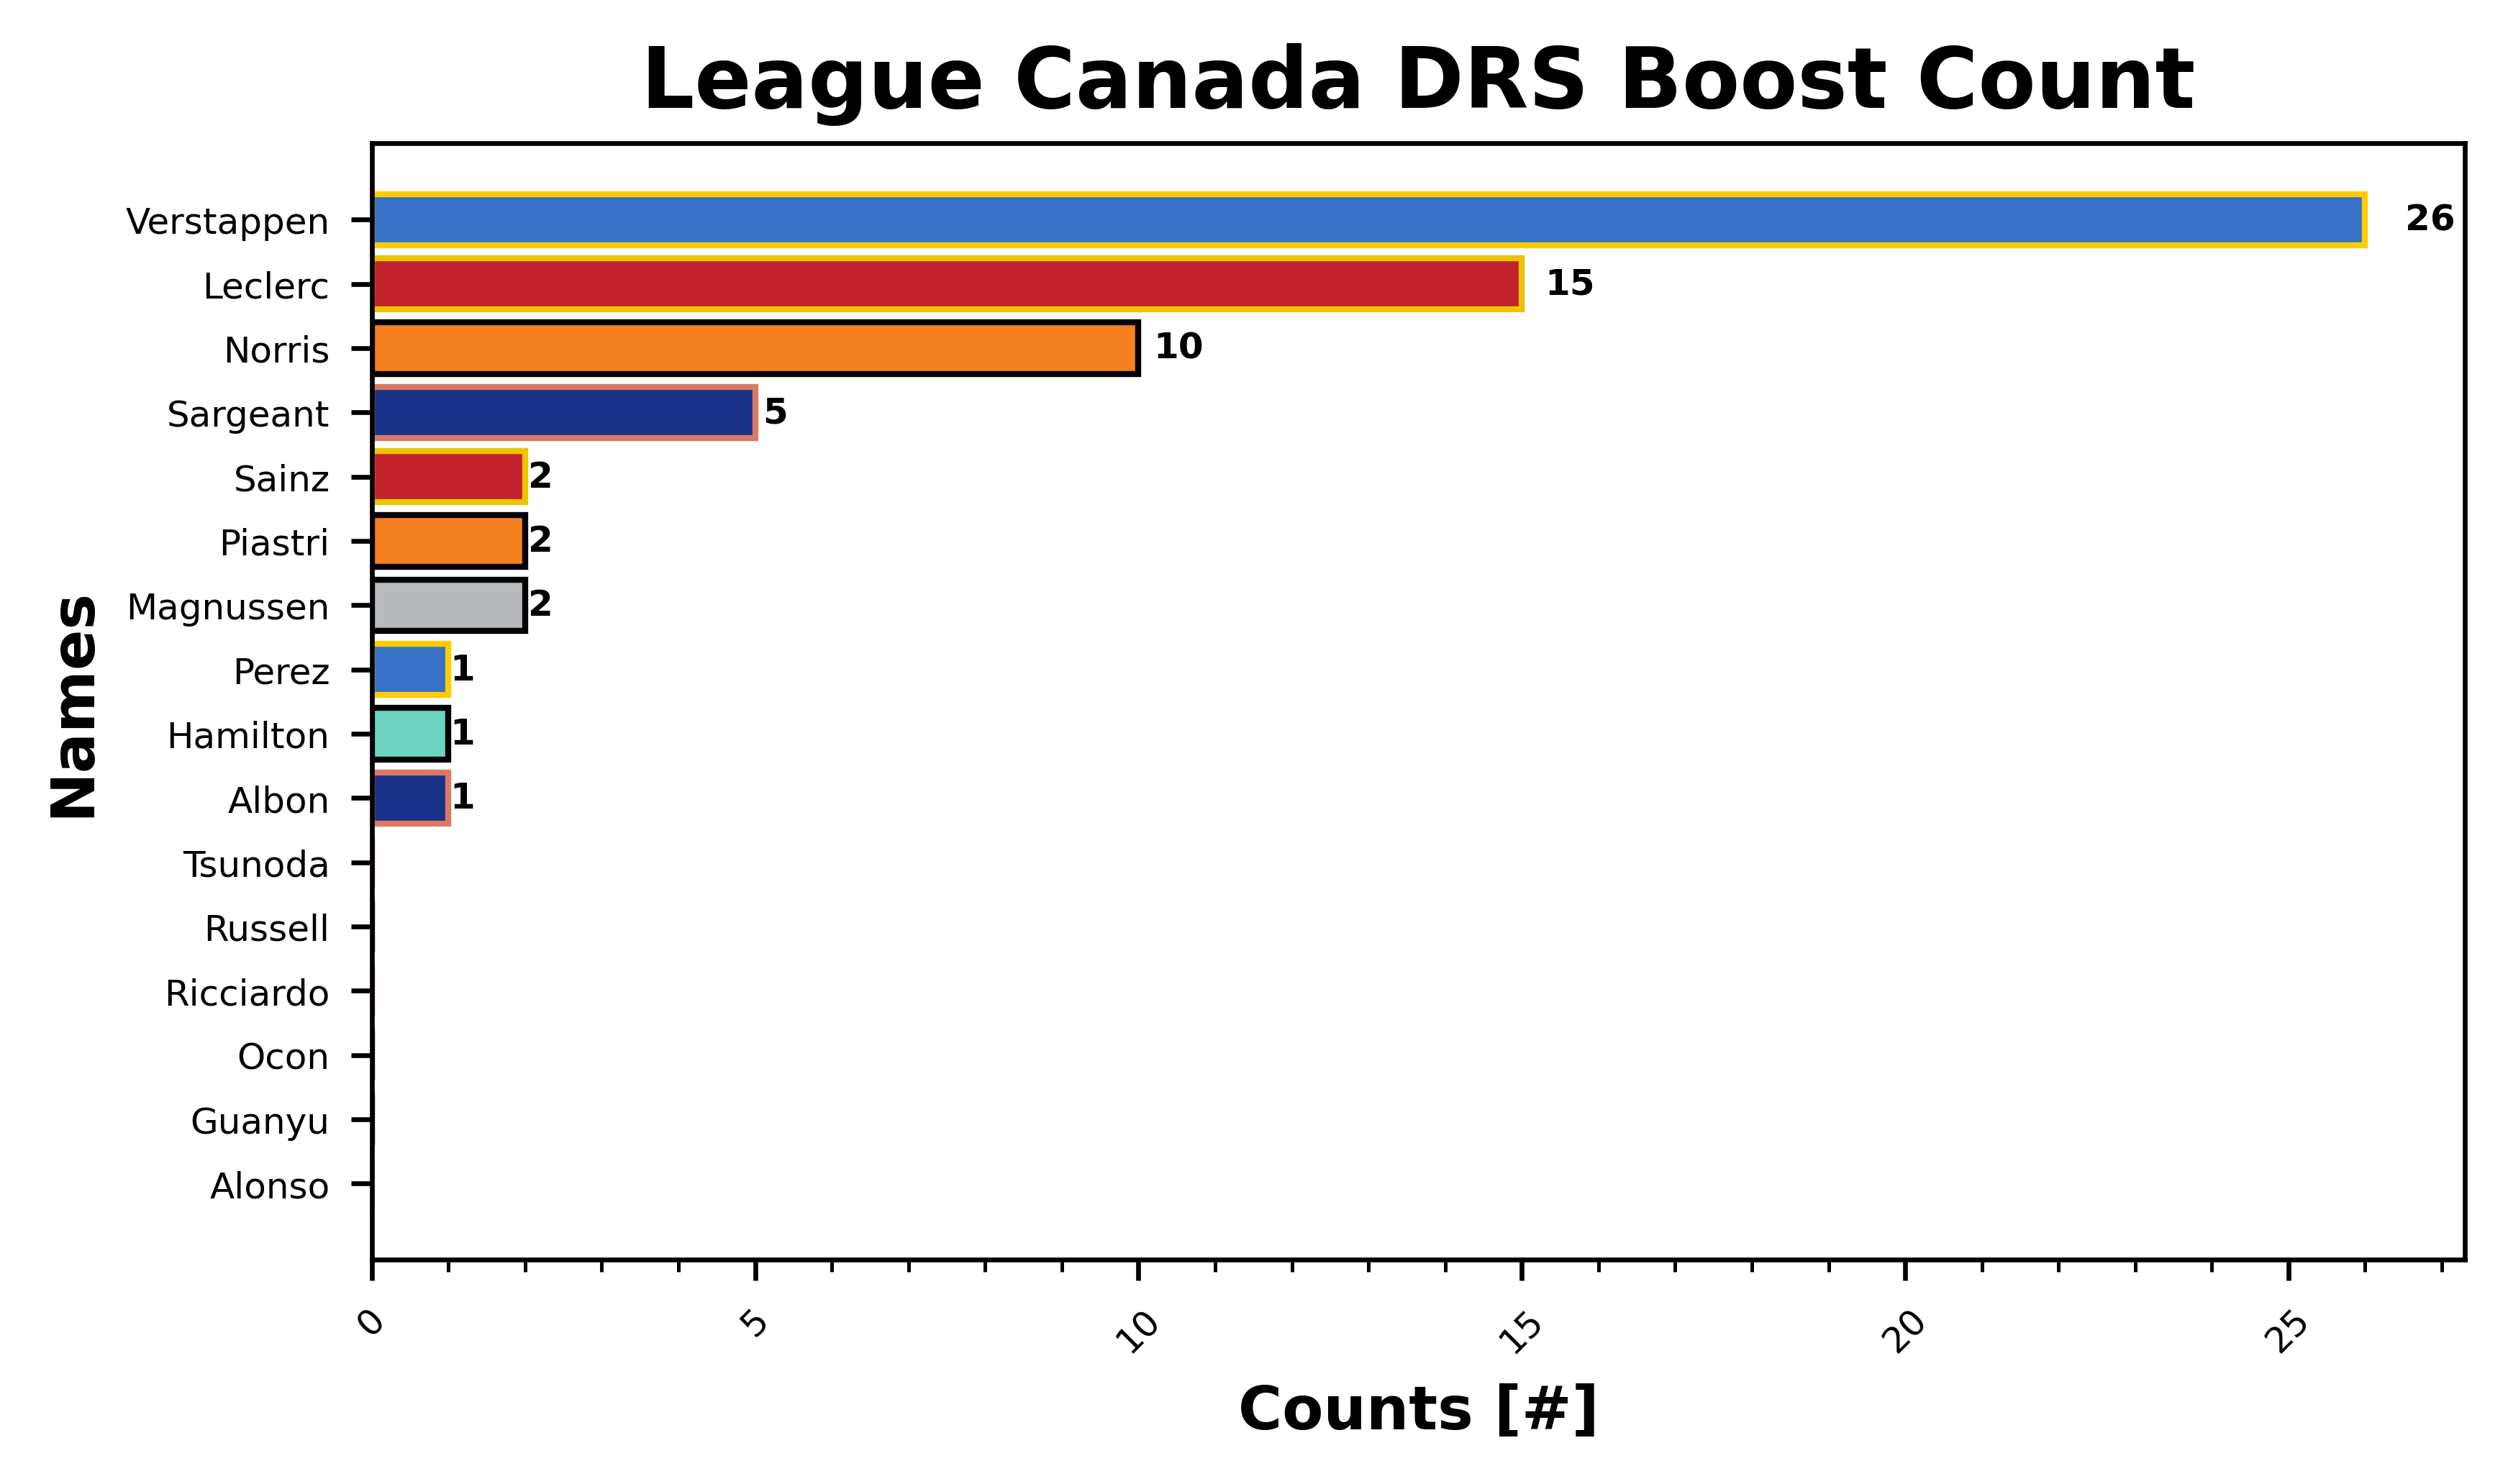 League Canada DRS Boost Count
Verstappen 26
Leclerc 15
Norris 10
Sargeant 5
Sainz 2
Piastri 2
Magnussen 2
Perez 1
Hamilton 1
Albon 1
Tsunoda
Russell
Ricciardo
Ocon
Guanyu
Alonso
Names
0 5 10 15 20 25
Counts [#]